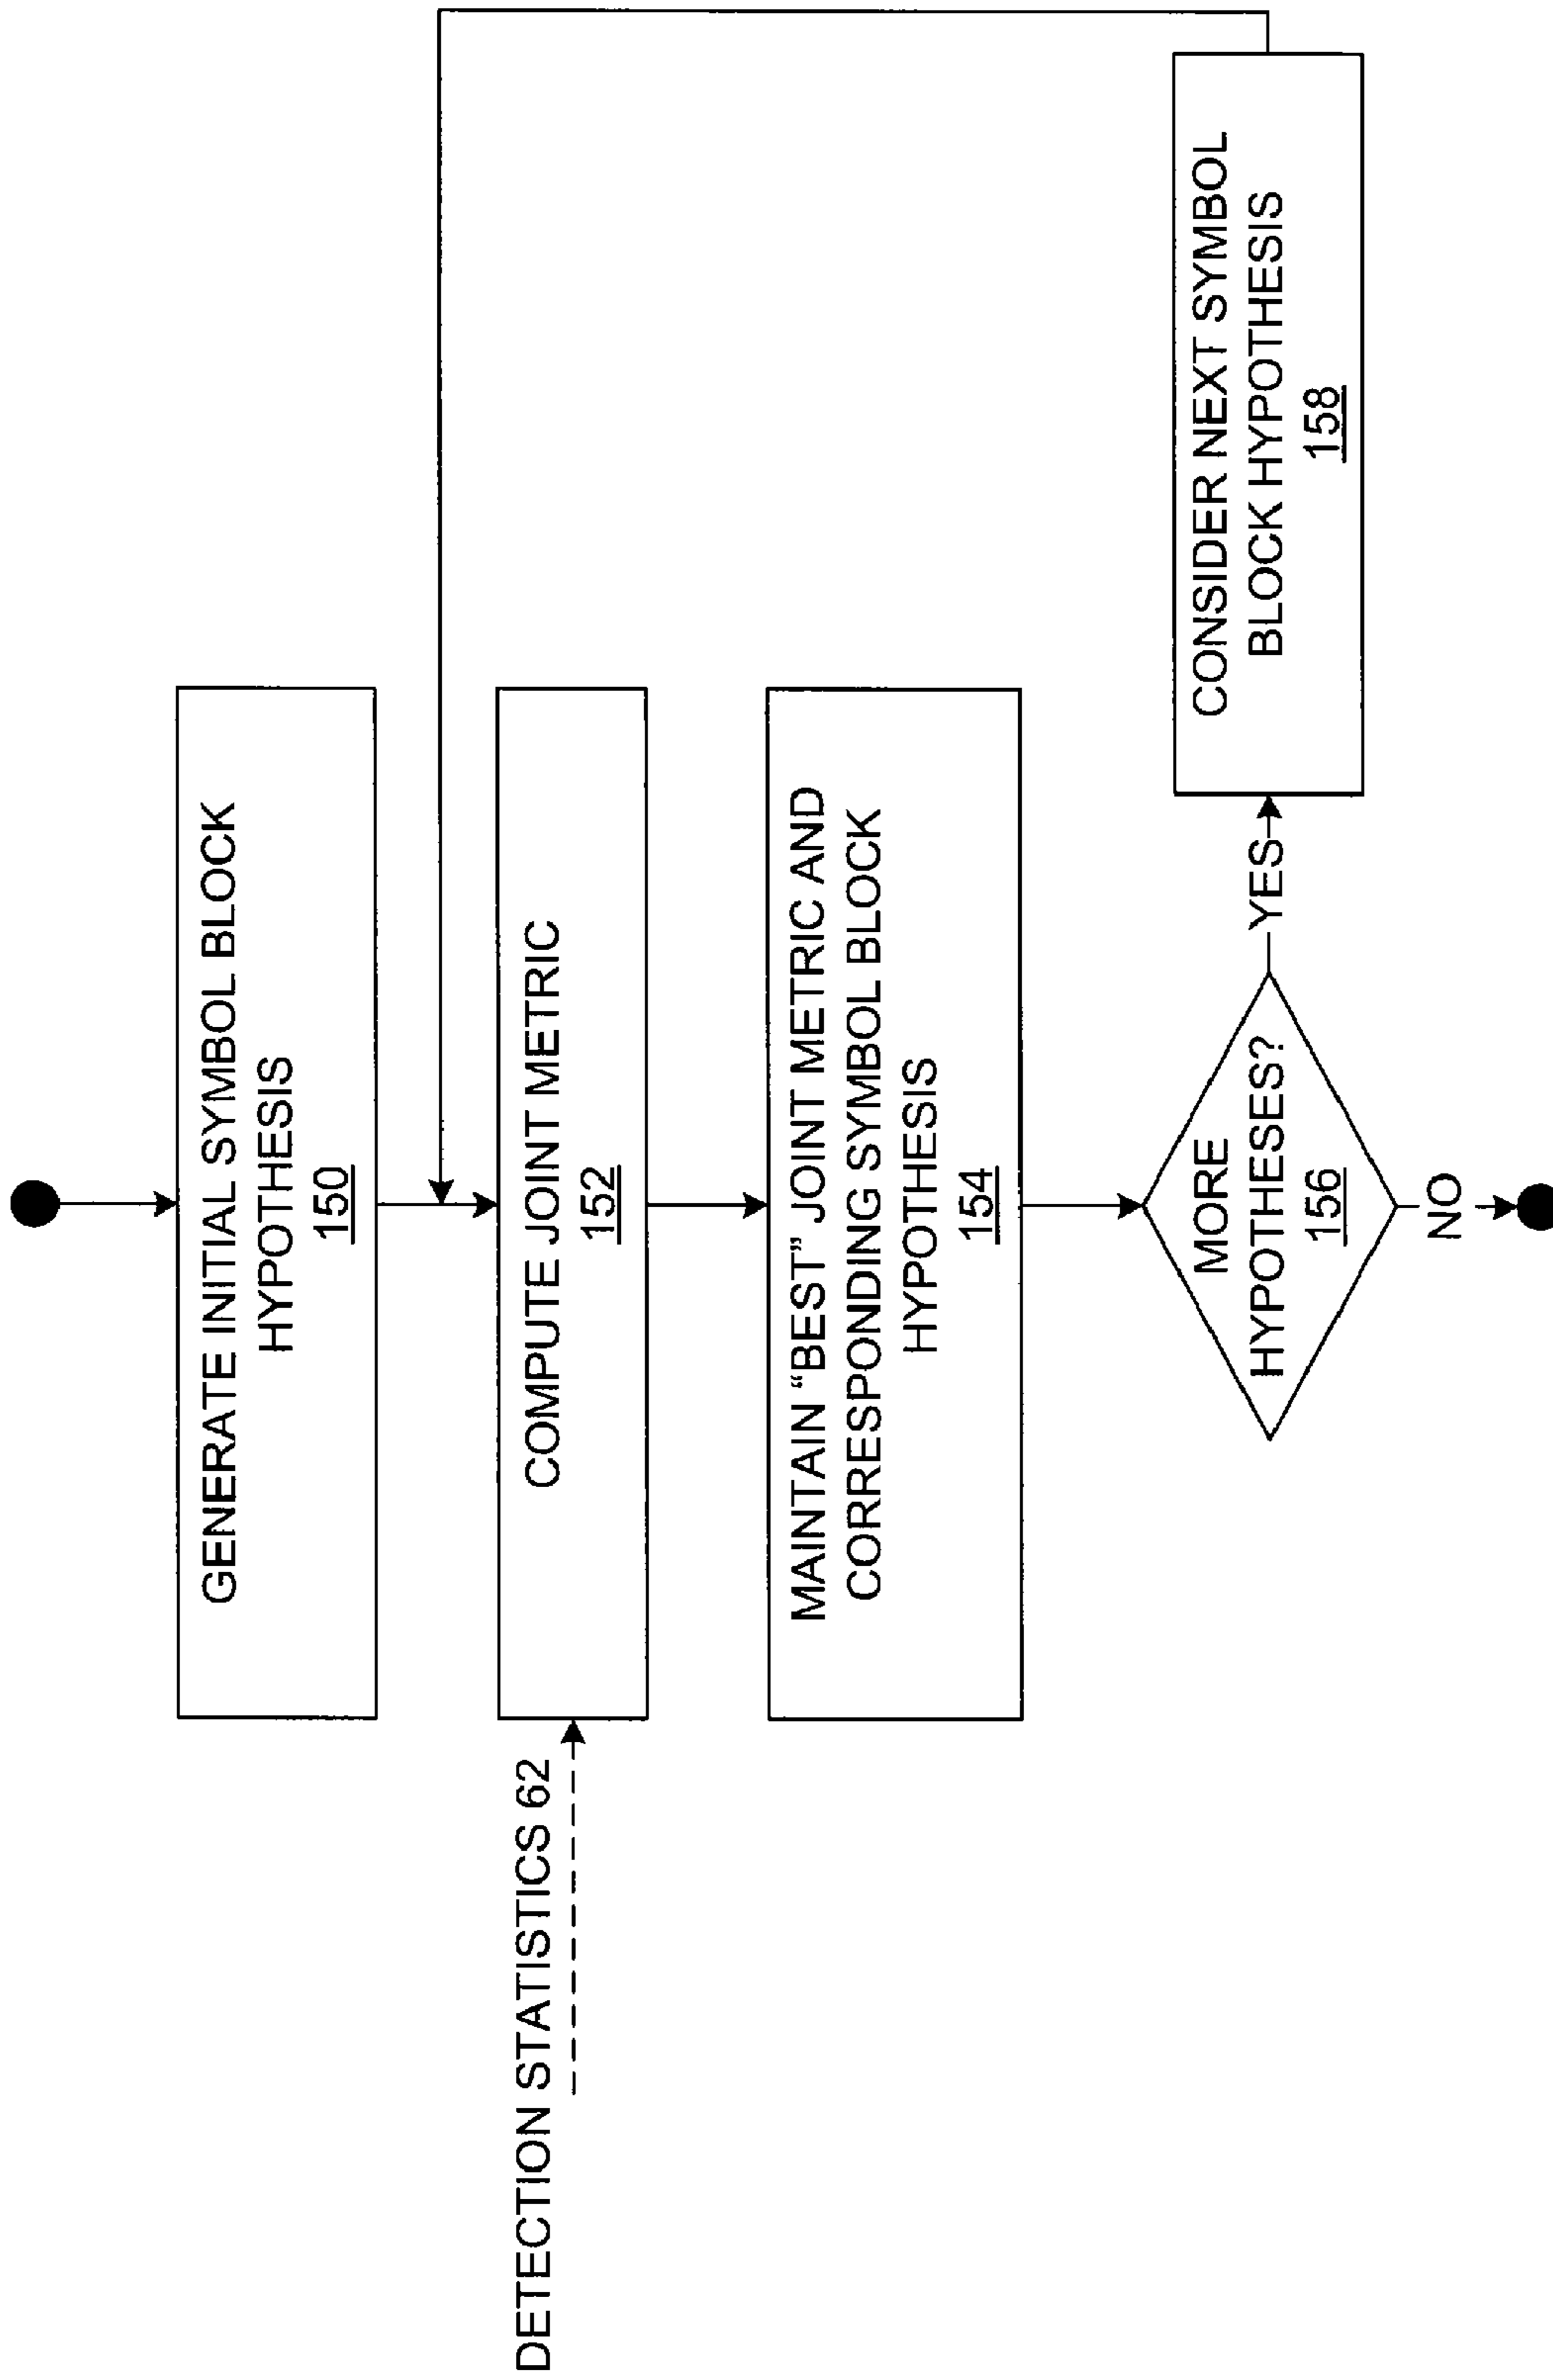 GENERATE INITIAL SYMBOL BLOCK
HYPOTHESIS
150
DETECTION STATISTICS 62
COMPUTE JOINT METRIC
152
MAINTAIN “BEST” JOINT METRIC AND
CORRESPONDING SYMBOL BLOCK
HYPOTHESIS
154
MORE
HYPOTHESES?
156
YES
CONSIDER NEXT SYMBOL
BLOCK HYPOTHESIS
158
NO